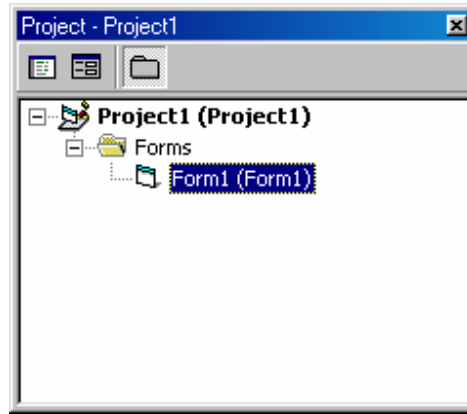 Project - Project1
Project1 (Project1)
Forms
Form1 (Form1)